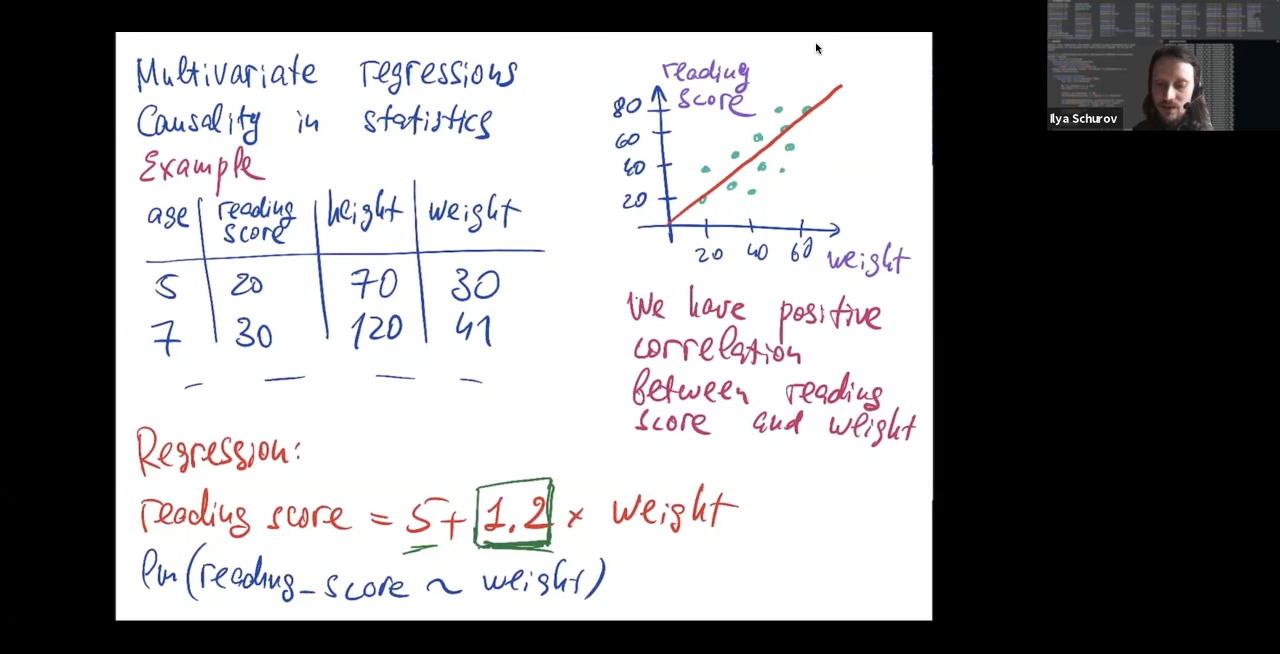 Multivariate regressions
Causality in statistics
Example
age reading score height weight
5 20 70 30
7 30 120 41
Regression:
reading score = 5 + 1.2 × weight
lm(reading_score ~ weight)
reading score
80
60
40
20
20 40 60
weight
We have positive
correlation
between reading
score and weight
Ilya Schurov